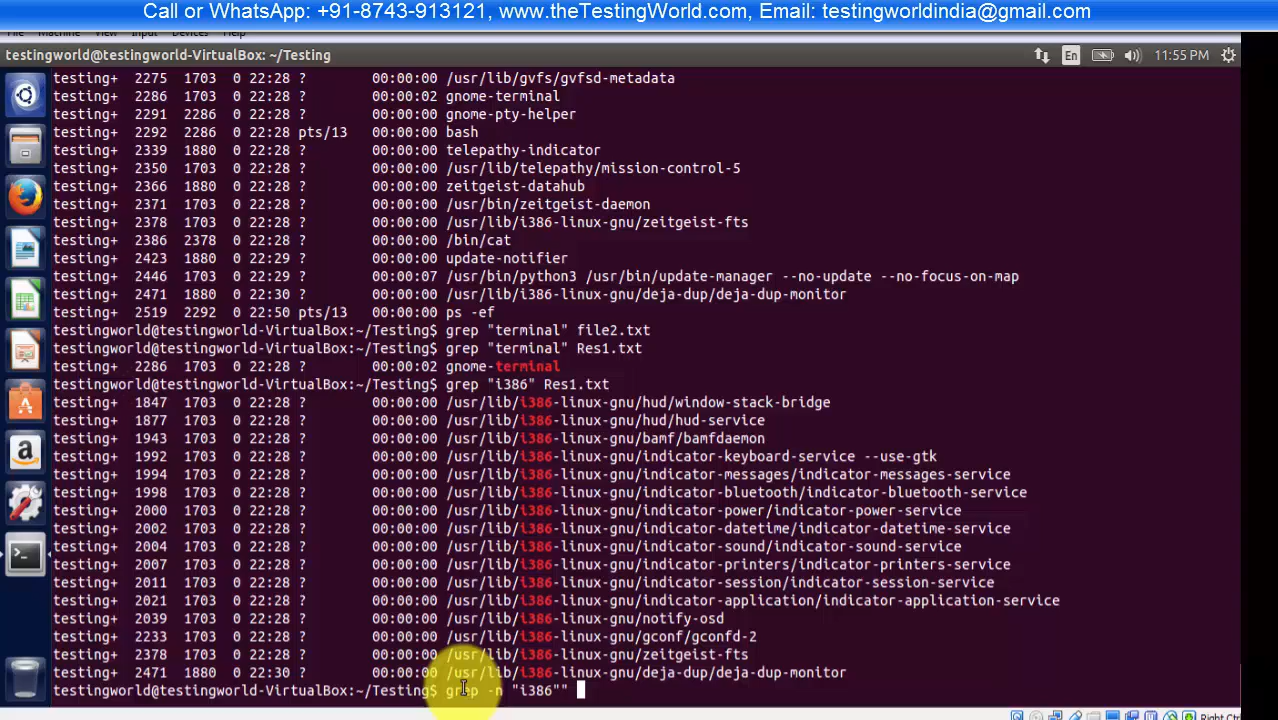 Call or WhatsApp: +91-8743-913121, www.theTestingWorld.com, Email: testingworldindia@gmail.com
File Machine View Input Devices Help
testingworld@testingworld-VirtualBox: ~/Testing En 11:55 PM
testing+ 2275 1703 0 22:28 ? 00:00:00 /usr/lib/gvfs/gvfsd-metadata
testing+ 2286 1703 0 22:28 ? 00:00:02 gnome-terminal
testing+ 2291 2286 0 22:28 ? 00:00:00 gnome-pty-helper
testing+ 2292 2286 0 22:28 pts/13 00:00:00 bash
testing+ 2339 1880 0 22:28 ? 00:00:00 telepathy-indicator
testing+ 2350 1703 0 22:28 ? 00:00:00 /usr/lib/telepathy/mission-control-5
testing+ 2366 1880 0 22:28 ? 00:00:00 zeitgeist-datahub
testing+ 2371 1703 0 22:28 ? 00:00:00 /usr/bin/zeitgeist-daemon
testing+ 2378 1703 0 22:28 ? 00:00:00 /usr/lib/i386-linux-gnu/zeitgeist-fts
testing+ 2386 2378 0 22:28 ? 00:00:00 /bin/cat
testing+ 2423 1880 0 22:29 ? 00:00:00 update-notifier
testing+ 2446 1703 0 22:29 ? 00:00:07 /usr/bin/python3 /usr/bin/update-manager --no-update --no-focus-on-map
testing+ 2471 1880 0 22:30 ? 00:00:00 /usr/lib/i386-linux-gnu/deja-dup/deja-dup-monitor
testing+ 2519 2292 0 22:50 pts/13 00:00:00 ps -ef
testingworld@testingworld-VirtualBox:~/Testing$ grep "terminal" file2.txt
testingworld@testingworld-VirtualBox:~/Testing$ grep "terminal" Res1.txt
testing+ 2286 1703 0 22:28 ? 00:00:02 gnome-terminal
testingworld@testingworld-VirtualBox:~/Testing$ grep "i386" Res1.txt
testing+ 1847 1703 0 22:28 ? 00:00:00 /usr/lib/i386-linux-gnu/hud/window-stack-bridge
testing+ 1877 1703 0 22:28 ? 00:00:00 /usr/lib/i386-linux-gnu/hud/hud-service
testing+ 1943 1703 0 22:28 ? 00:00:00 /usr/lib/i386-linux-gnu/bamf/bamfdaemon
testing+ 1992 1703 0 22:28 ? 00:00:00 /usr/lib/i386-linux-gnu/indicator-keyboard-service --use-gtk
testing+ 1994 1703 0 22:28 ? 00:00:00 /usr/lib/i386-linux-gnu/indicator-messages/indicator-messages-service
testing+ 1998 1703 0 22:28 ? 00:00:00 /usr/lib/i386-linux-gnu/indicator-bluetooth/indicator-bluetooth-service
testing+ 2000 1703 0 22:28 ? 00:00:00 /usr/lib/i386-linux-gnu/indicator-power/indicator-power-service
testing+ 2002 1703 0 22:28 ? 00:00:00 /usr/lib/i386-linux-gnu/indicator-datetime/indicator-datetime-service
testing+ 2004 1703 0 22:28 ? 00:00:00 /usr/lib/i386-linux-gnu/indicator-sound/indicator-sound-service
testing+ 2007 1703 0 22:28 ? 00:00:00 /usr/lib/i386-linux-gnu/indicator-printers/indicator-printers-service
testing+ 2011 1703 0 22:28 ? 00:00:00 /usr/lib/i386-linux-gnu/indicator-session/indicator-session-service
testing+ 2021 1703 0 22:28 ? 00:00:00 /usr/lib/i386-linux-gnu/indicator-application/indicator-application-service
testing+ 2039 1703 0 22:28 ? 00:00:00 /usr/lib/i386-linux-gnu/notify-osd
testing+ 2233 1703 0 22:28 ? 00:00:00 /usr/lib/i386-linux-gnu/gconf/gconfd-2
testing+ 2378 1703 0 22:28 ? 00:00:00 /usr/lib/i386-linux-gnu/zeitgeist-fts
testing+ 2471 1880 0 22:30 ? 00:00:00 /usr/lib/i386-linux-gnu/deja-dup/deja-dup-monitor
testingworld@testingworld-VirtualBox:~/Testing$ grep -n "i386""
Right Ctrl